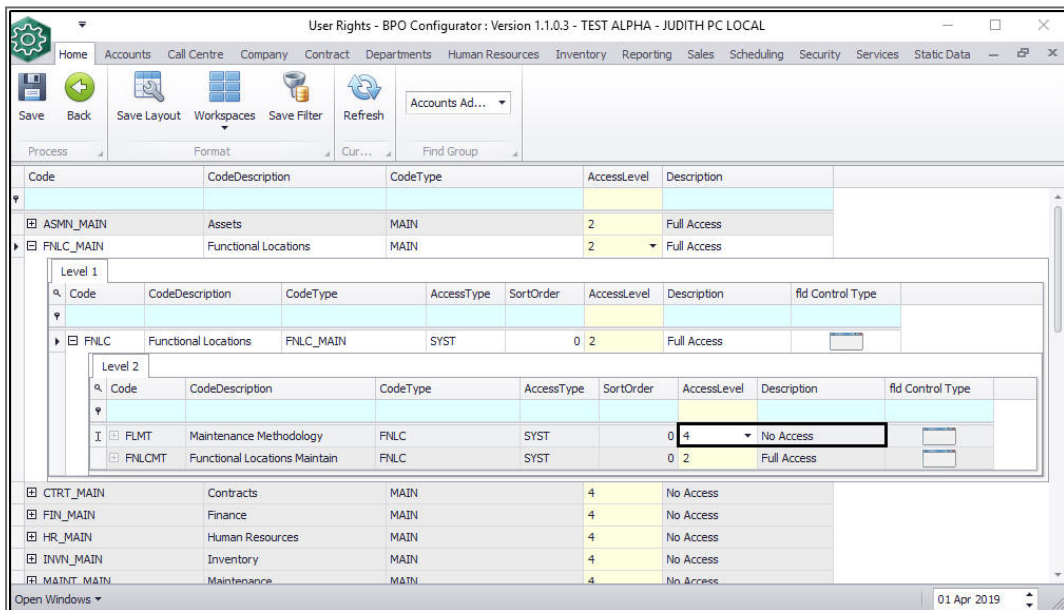 User Rights - BPO Configurator : Version 1.1.0.3 - TEST ALPHA - JUDITH PC LOCAL
Home Accounts Call Centre Company Contract Departments Human Resources Inventory Reporting Sales Scheduling Security Services Static Data
Save Back Save Layout Workspaces Save Filter Refresh Accounts Ad...
Process Format Cur... Find Group
Code CodeDescription CodeType AccessLevel Description
ASMN_MAIN Assets MAIN 2 Full Access
FNLC_MAIN Functional Locations MAIN 2 Full Access
Level 1
Code CodeDescription CodeType AccessType SortOrder AccessLevel Description fld Control Type
FNLC Functional Locations FNLC_MAIN SYST 0 2 Full Access
Level 2
Code CodeDescription CodeType AccessType SortOrder AccessLevel Description fld Control Type
FLMT Maintenance Methodology FNLC SYST 0 4 No Access
FNLCMT Functional Locations Maintain FNLC SYST 0 2 Full Access
CTRT_MAIN Contracts MAIN 4 No Access
FIN_MAIN Finance MAIN 4 No Access
HR_MAIN Human Resources MAIN 4 No Access
INVN_MAIN Inventory MAIN 4 No Access
MAINT_MAIN Maintenance MAIN 4 No Access
Open Windows 01 Apr 2019